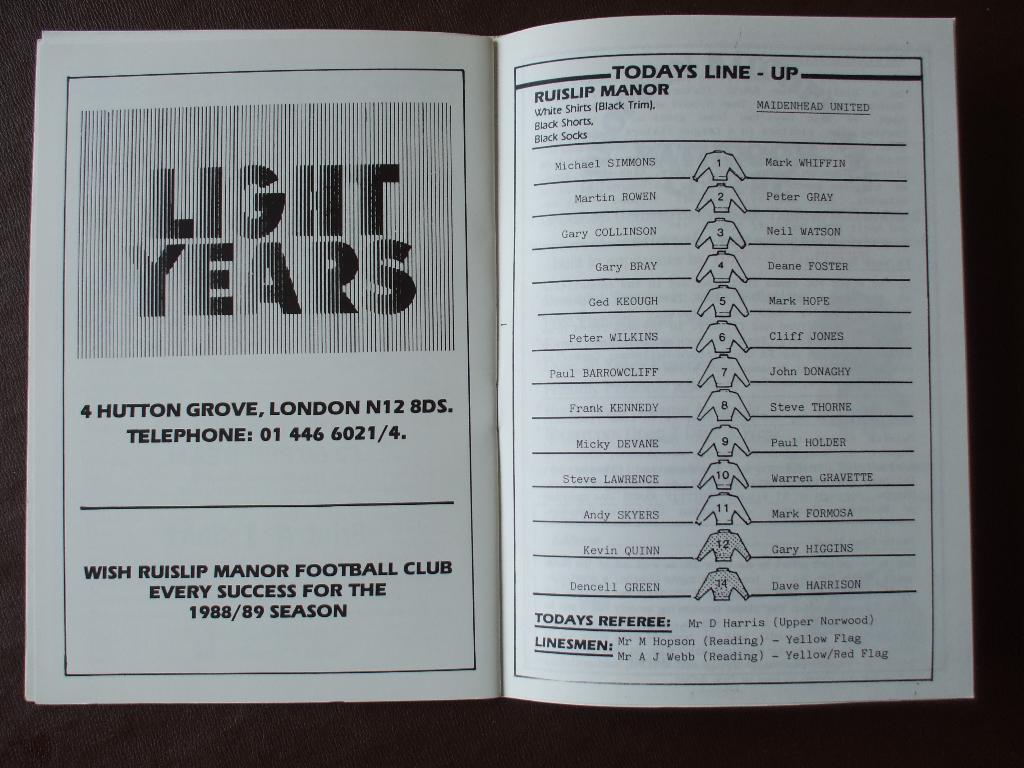 LIGHT
YEARS
4 HUTTON GROVE, LONDON N12 8DS.
TELEPHONE: 01 446 6021/4.
WISH RUISLIP MANOR FOOTBALL CLUB
EVERY SUCCESS FOR THE
1988/89 SEASON
TODAYS LINE - UP
RUISLIP MANOR
White Shirts (Black Trim),
Black Shorts,
Black Socks
MAIDENHEAD UNITED
Michael SIMMONS 1 Mark WHIFFIN
Martin ROWEN 2 Peter GRAY
Gary COLLINSON 3 Neil WATSON
Gary BRAY 4 Deane FOSTER
Ged KEOUGH 5 Mark HOPE
Peter WILKINS 6 Cliff JONES
Paul BARROWCLIFF 7 John DONAGHY
Frank KENNEDY 8 Steve THORNE
Micky DEVANE 9 Paul HOLDER
Steve LAWRENCE 10 Warren GRAVETTE
Andy SKYERS 11 Mark FORMOSA
Kevin QUINN 12 Gary HIGGINS
Dencell GREEN 14 Dave HARRISON
TODAYS REFEREE: Mr D Harris (Upper Norwood)
LINESMEN: Mr M Hopson (Reading) - Yellow Flag
Mr A J Webb (Reading) - Yellow/Red Flag